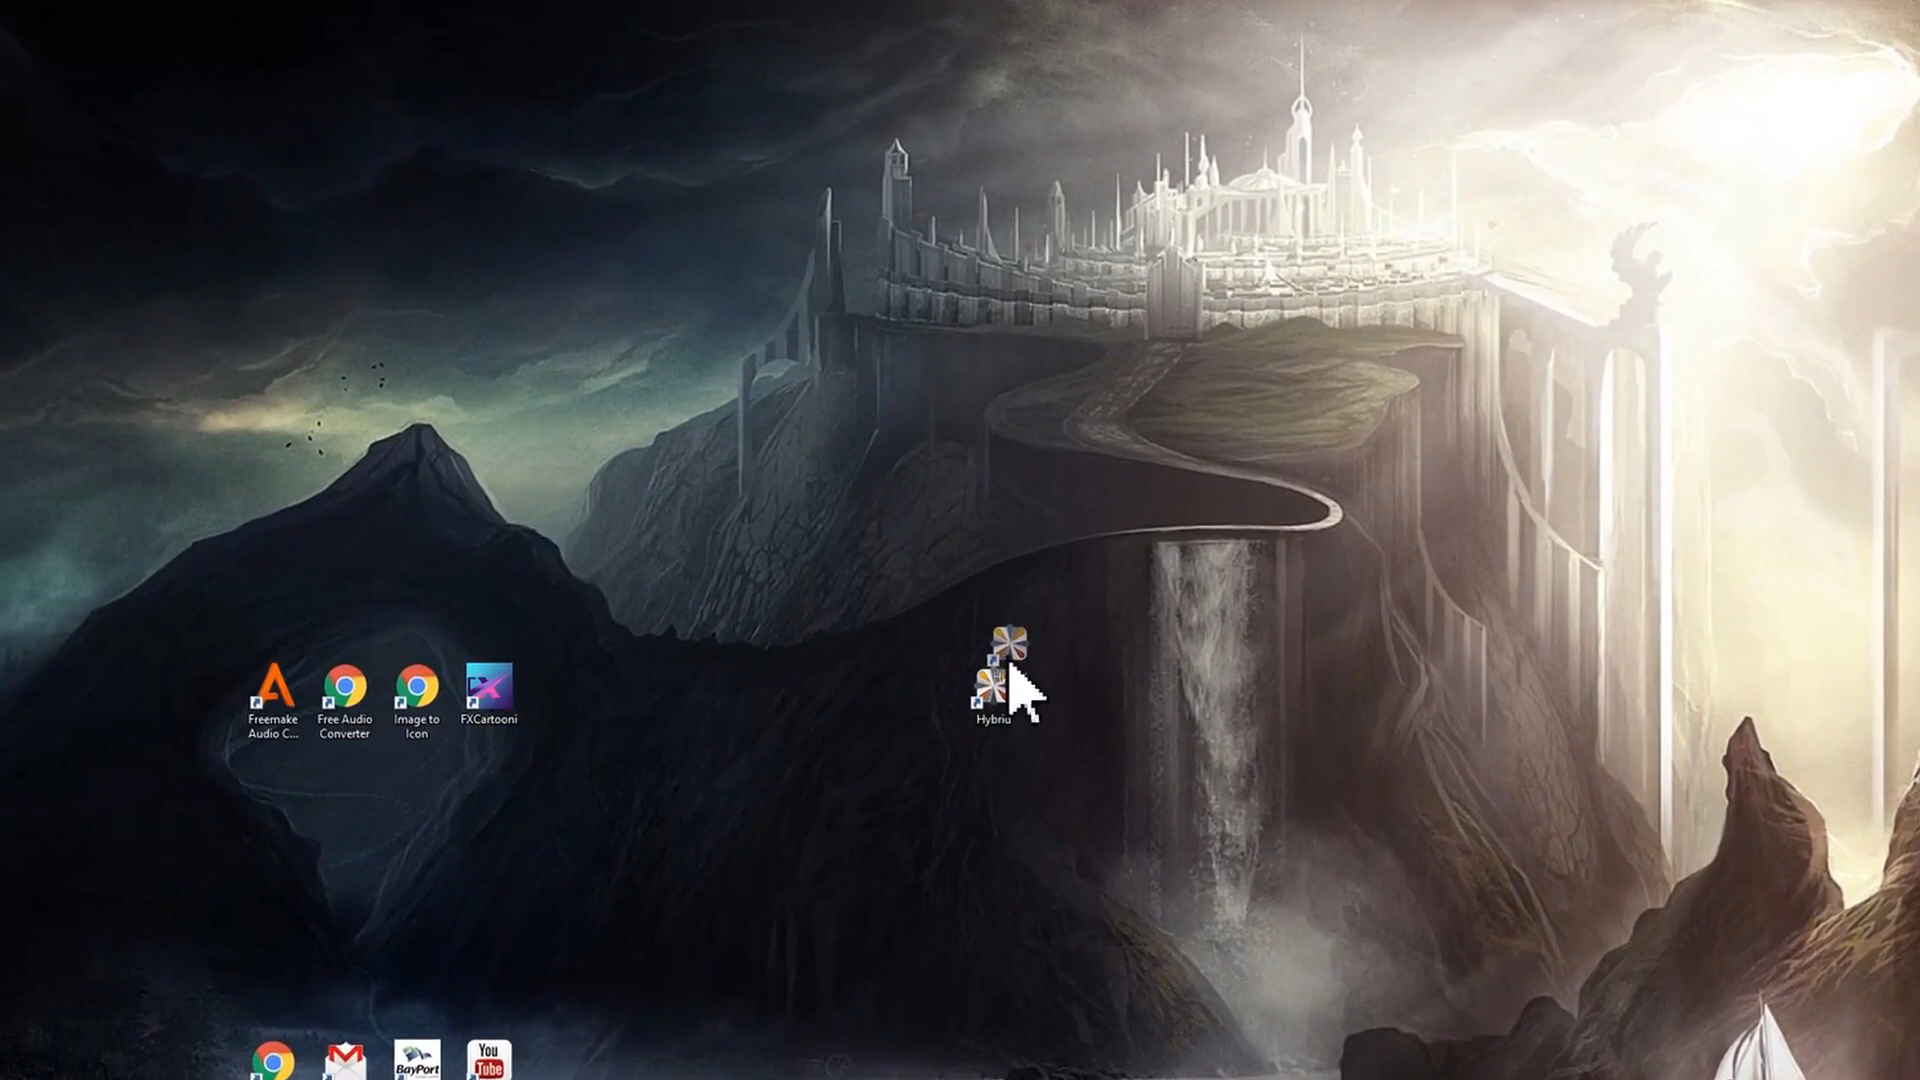 Freemake
Audio C...
Free Audio
Converter
Image to
Icon
FXCartooni
Hybriu
BayPort
You
Tube